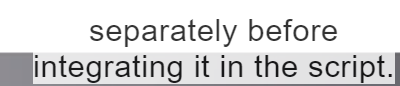 separately before
integrating it in the script.